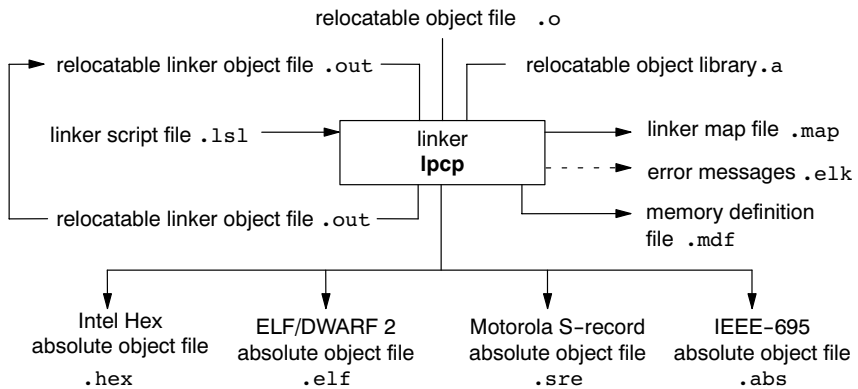 relocatable object file .o
relocatable linker object file .out
relocatable object library .a
linker script file .lsl
linker
lpcp
linker map file .map
error messages .elk
relocatable linker object file .out
memory definition
file .mdf
Intel Hex
absolute object file
.hex
ELF/DWARF 2
absolute object file
.elf
Motorola S-record
absolute object file
.sre
IEEE-695
absolute object file
.abs